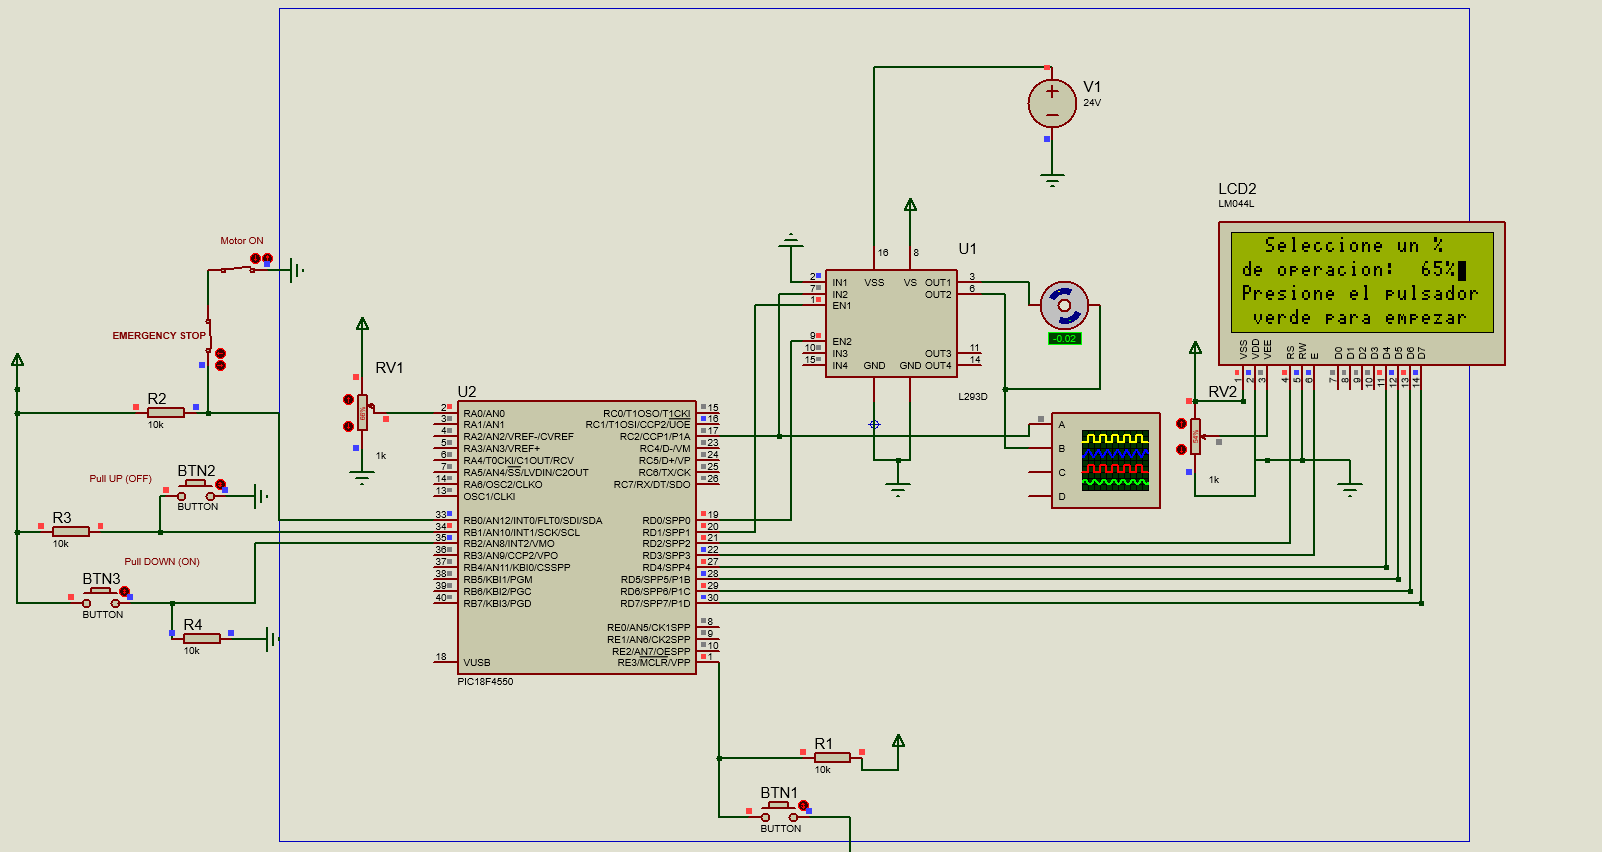 V1
24V
LCD2
LM044L
Seleccione un %
de operacion: 65%
Presione el pulsador
verde para empezar
VSS
VDD
VEE
RS
RW
E
D0
D1
D2
D3
D4
D5
D6
D7
1
2
3
4
5
6
7
8
9
10
11
12
13
14
RV2
54%
1k
Motor ON
EMERGENCY STOP
R2
10k
Pull UP (OFF)
BTN2
BUTTON
R3
10k
Pull DOWN (ON)
BTN3
BUTTON
R4
10k
RV1
1k
U1
16
8
2 IN1
7 IN2
1 EN1
9 EN2
10 IN3
15 IN4
VSS
VS
OUT1 3
OUT2 6
OUT3 11
OUT4 14
GND
GND
L293D
-0.02
A
B
C
D
U2
2 RA0/AN0
3 RA1/AN1
4 RA2/AN2/VREF-/CVREF
5 RA3/AN3/VREF+
6 RA4/T0CKI/C1OUT/RCV
7 RA5/AN4/SS/LVDIN/C2OUT
14 RA6/OSC2/CLKO
13 OSC1/CLKI
33 RB0/AN12/INT0/FLT0/SDI/SDA
34 RB1/AN10/INT1/SCK/SCL
35 RB2/AN8/INT2/VMO
36 RB3/AN9/CCP2/VPO
37 RB4/AN11/KBI0/CSSPP
38 RB5/KBI1/PGM
39 RB6/KBI2/PGC
40 RB7/KBI3/PGD
18 VUSB
RC0/T1OSO/T1CKI 15
RC1/T1OSI/CCP2/UOE 16
RC2/CCP1/P1A 17
RC4/D-/VM 23
RC5/D+/VP 24
RC6/TX/CK 25
RC7/RX/DT/SDO 26
RD0/SPP0 19
RD1/SPP1 20
RD2/SPP2 21
RD3/SPP3 22
RD4/SPP4 27
RD5/SPP5/P1B 28
RD6/SPP6/P1C 29
RD7/SPP7/P1D 30
RE0/AN5/CK1SPP 8
RE1/AN6/CK2SPP 9
RE2/AN7/OESPP 10
RE3/MCLR/VPP 1
PIC18F4550
R1
10k
BTN1
BUTTON